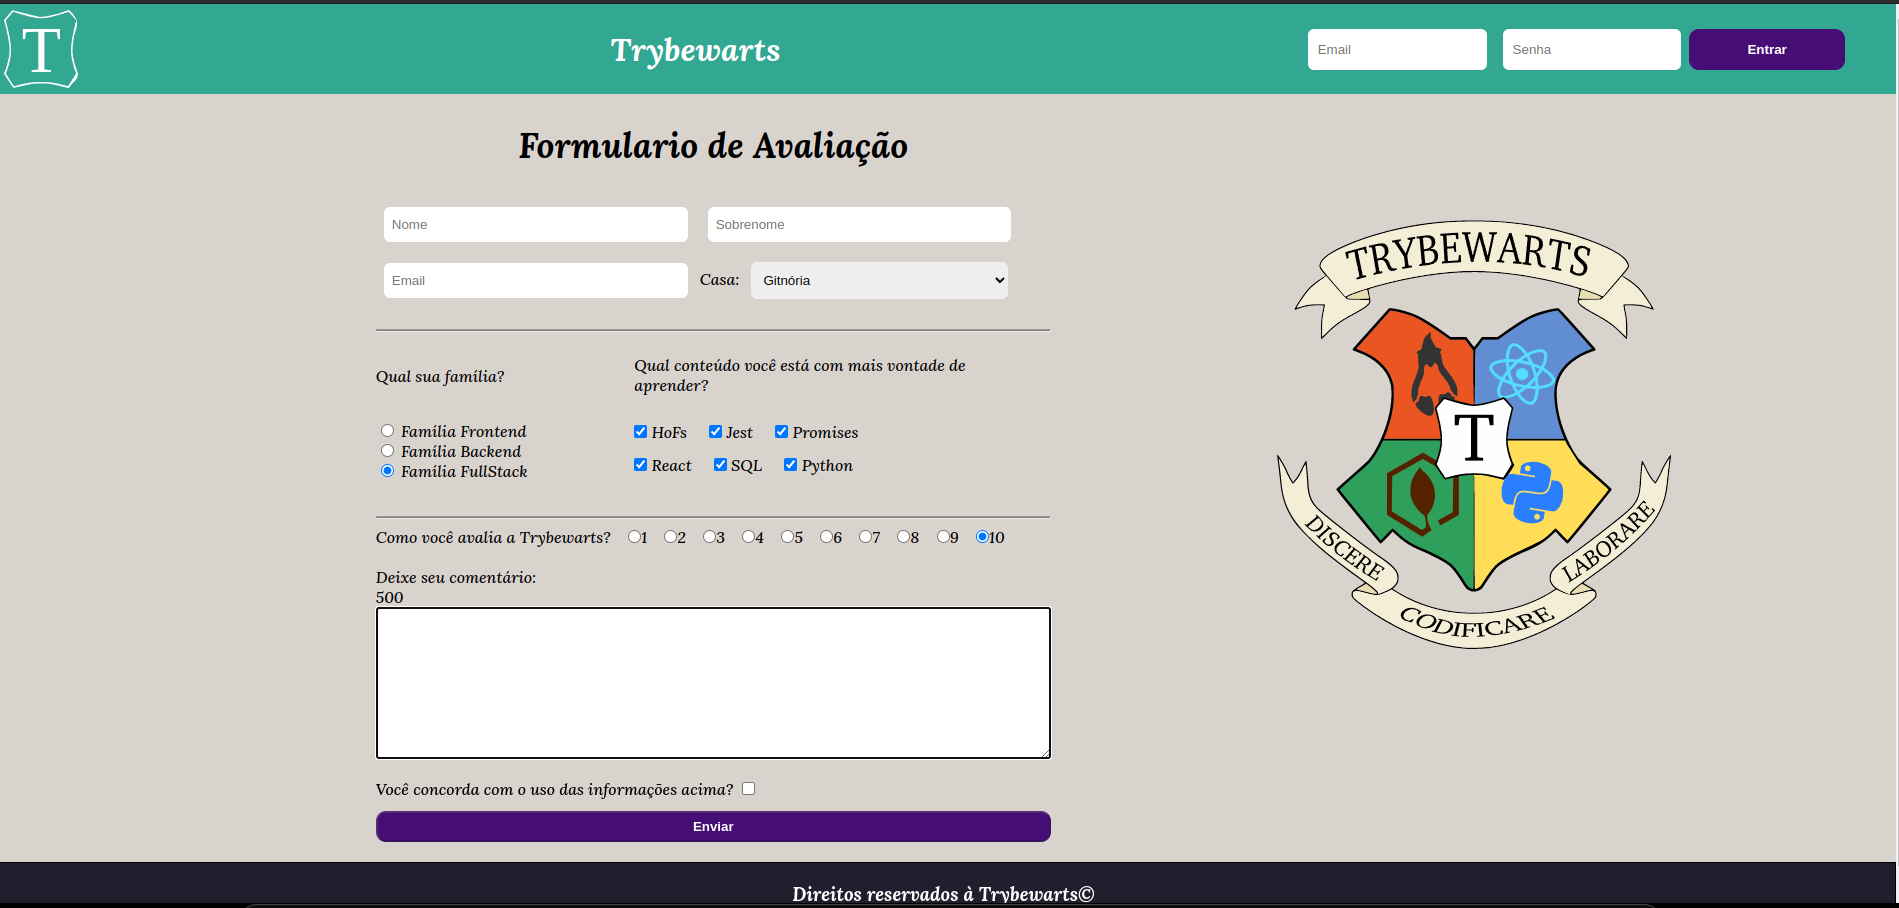 T
Trybewarts
Email
Senha
Entrar
Formulario de Avaliação
Nome
Sobrenome
Email
Casa:
Gitnória
Qual sua família?
Qual conteúdo você está com mais vontade de
aprender?
Família Frontend
Família Backend
Família FullStack
HoFs Jest Promises
React SQL Python
Como você avalia a Trybewarts? 1 2 3 4 5 6 7 8 9 10
Deixe seu comentário:
500
Você concorda com o uso das informações acima?
Enviar
TRYBEWARTS
T
DISCERE
CODIFICARE
LABORARE
Direitos reservados à Trybewarts©